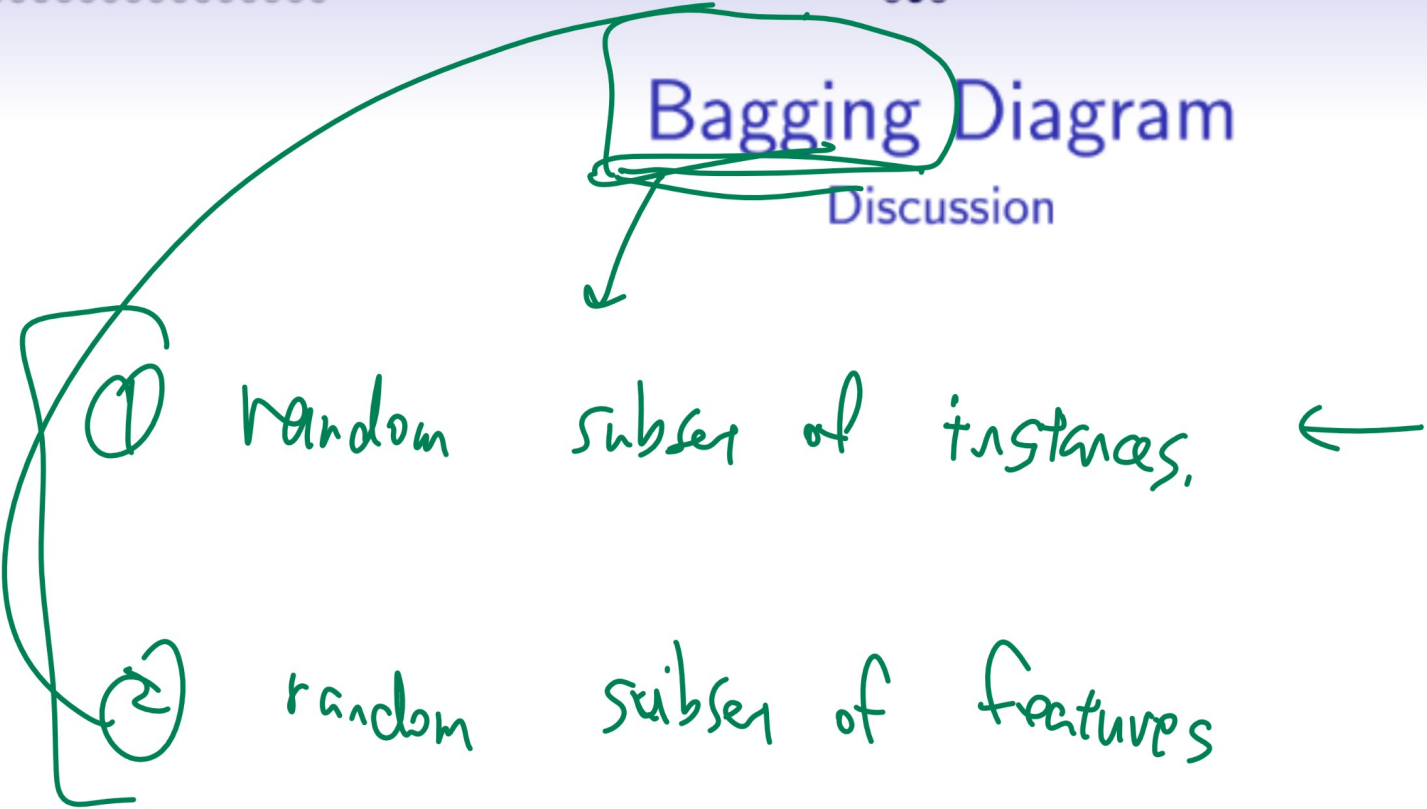 Bagging Diagram
Discussion
① random subset of instances.
② random subset of features